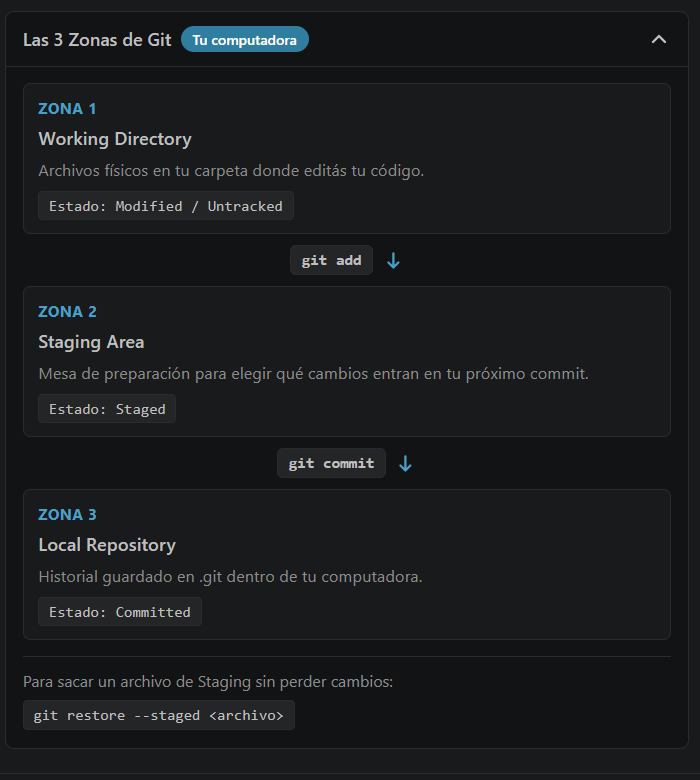 Las 3 Zonas de Git Tu computadora
ZONA 1
Working Directory
Archivos físicos en tu carpeta donde editás tu código.
Estado: Modified / Untracked
git add ↓
ZONA 2
Staging Area
Mesa de preparación para elegir qué cambios entran en tu próximo commit.
Estado: Staged
git commit ↓
ZONA 3
Local Repository
Historial guardado en .git dentro de tu computadora.
Estado: Committed
Para sacar un archivo de Staging sin perder cambios:
git restore --staged <archivo>